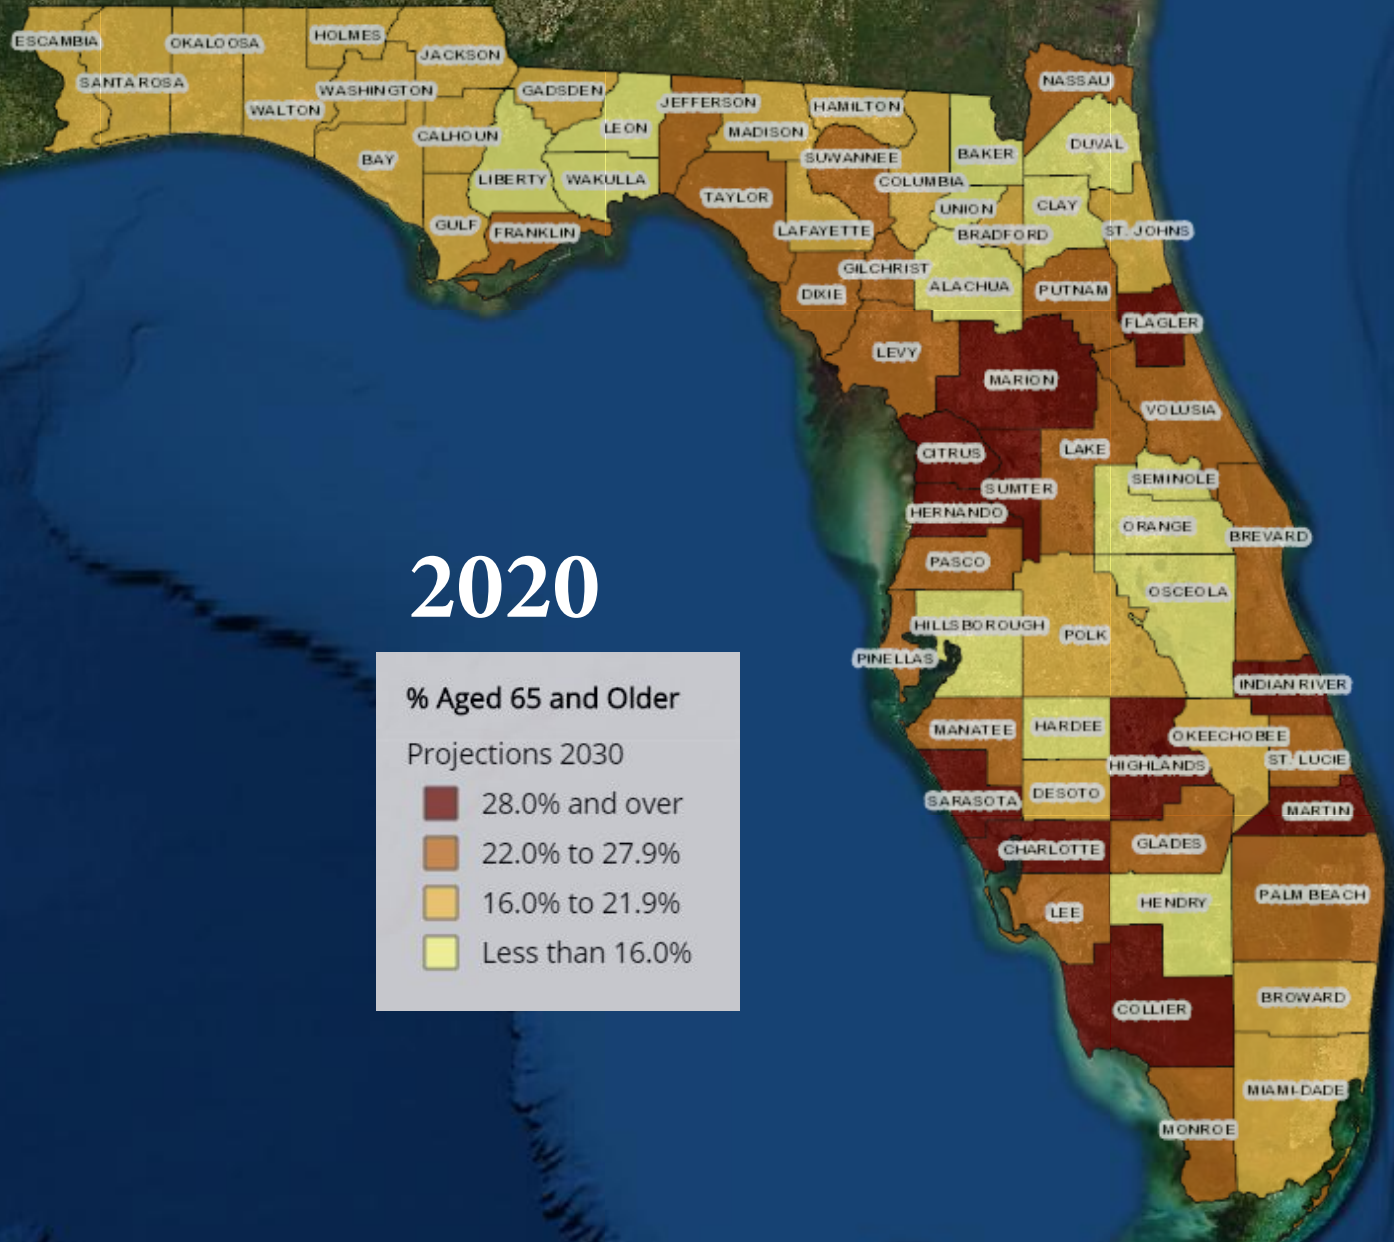 ESCAMBIA
OKALOOSA
HOLMES
JACKSON
SANTA ROSA
WASHINGTON
WALTON
GADSDEN
JEFFERSON
HAMILTON
NASSAU
CALHOUN
LEON
MADISON
DUVAL
BAY
SUWANNEE
BAKER
LIBERTY
WAKULLA
COLUMBIA
TAYLOR
UNION
CLAY
GULF
FRANKLIN
LAFAYETTE
BRADFORD
ST. JOHNS
GILCHRIST
DIXIE
ALACHUA
PUTNAM
FLAGLER
LEVY
MARION
VOLUSIA
CITRUS
LAKE
SUMTER
SEMINOLE
HERNANDO
ORANGE
BREVARD
PASCO
OSCEOLA
HILLSBOROUGH
POLK
PINELLAS
INDIAN RIVER
MANATEE
HARDEE
OKEECHOBEE
HIGHLANDS
ST. LUCIE
SARASOTA
DESOTO
MARTIN
CHARLOTTE
GLADES
LEE
HENDRY
PALM BEACH
COLLIER
BROWARD
MIAMI-DADE
MONROE
2020
% Aged 65 and Older
Projections 2030
28.0% and over
22.0% to 27.9%
16.0% to 21.9%
Less than 16.0%